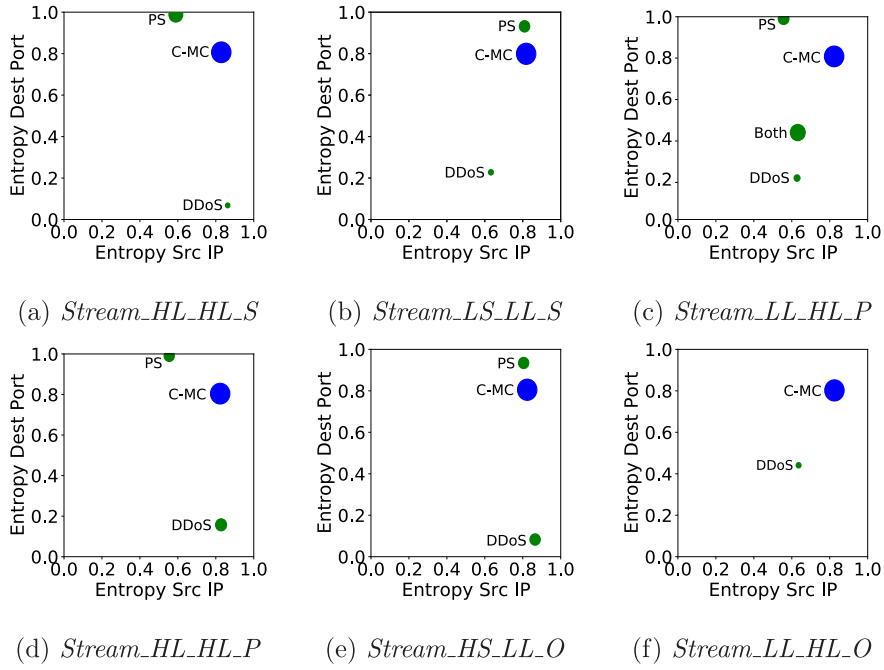 Entropy Dest Port
1.0
0.8
0.6
0.4
0.2
0.0
PS
C-MC
DDoS
0.0 0.2 0.4 0.6 0.8 1.0
Entropy Src IP
(a) Stream_HL_HL_S
Entropy Dest Port
1.0
0.8
0.6
0.4
0.2
0.0
PS
C-MC
DDoS
0.0 0.2 0.4 0.6 0.8 1.0
Entropy Src IP
(b) Stream_LS_LL_S
Entropy Dest Port
1.0
0.8
0.6
0.4
0.2
0.0
PS
C-MC
Both
DDoS
0.0 0.2 0.4 0.6 0.8 1.0
Entropy Src IP
(c) Stream_LL_HL_P
Entropy Dest Port
1.0
0.8
0.6
0.4
0.2
0.0
PS
C-MC
DDoS
0.0 0.2 0.4 0.6 0.8 1.0
Entropy Src IP
(d) Stream_HL_HL_P
Entropy Dest Port
1.0
0.8
0.6
0.4
0.2
0.0
PS
C-MC
DDoS
0.0 0.2 0.4 0.6 0.8 1.0
Entropy Src IP
(e) Stream_HS_LL_O
Entropy Dest Port
1.0
0.8
0.6
0.4
0.2
0.0
C-MC
DDoS
0.0 0.2 0.4 0.6 0.8 1.0
Entropy Src IP
(f) Stream_LL_HL_O